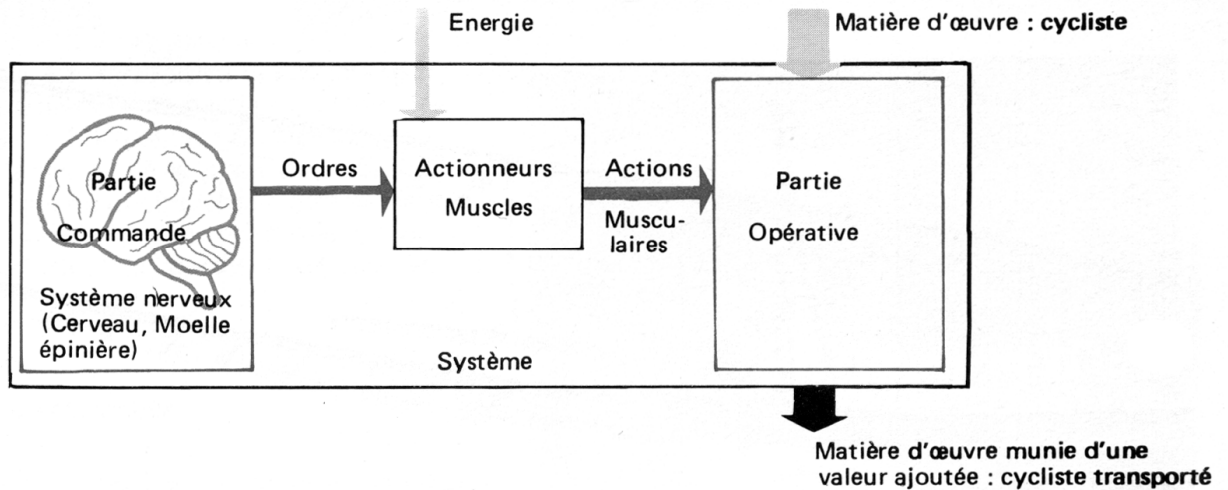 Energie
Matière d'œuvre : cycliste
Partie
Commande
Système nerveux
(Cerveau, Moelle
épinière)
Ordres
Actionneurs
Muscles
Actions
Muscu-
laires
Partie
Opérative
Système
Matière d'œuvre munie d'une
valeur ajoutée : cycliste transporté